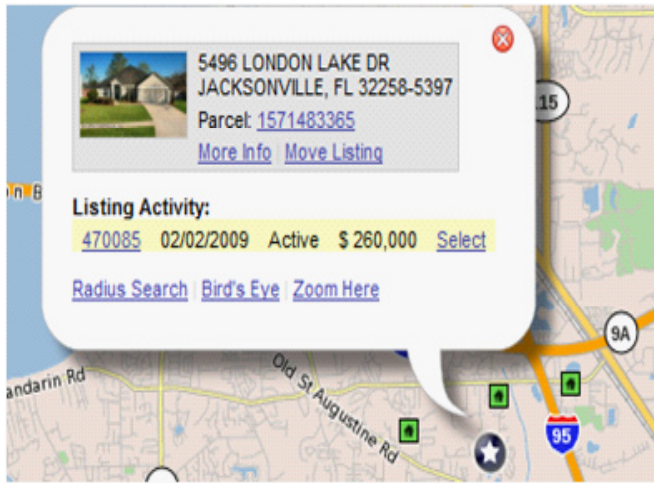 5496 LONDON LAKE DR
JACKSONVILLE, FL 32258-5397
Parcel: 1571483365
More Info | Move Listing
115
Listing Activity:
470085 02/02/2009 Active $ 260,000 Select
Radius Search | Bird's Eye | Zoom Here
9A
andarin Rd
Old St Augustine Rd
95